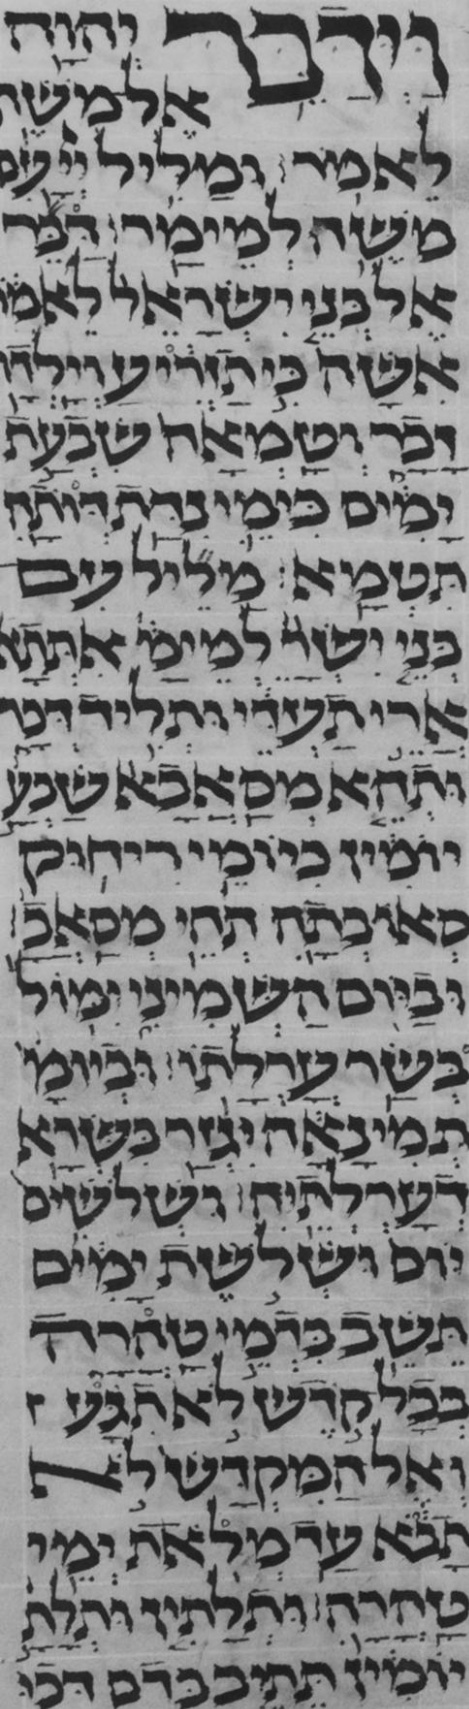 וידבר יהוה
אל משה
לאמר׃ ומליל ייי עם
משה למימר׃ דבר
אל בני ישראל לאמר
אשה כי תזריע וילדה
זכר וטמאה שבעת
ימים כימי נדת דותה
תטמא׃ מליל עם
בני ישר למימ אתתא
ארי תעדי ותליד דכר
ותהא מסאבא שבע
יומין כיומי ריחוק
סאובתה תהי מסאב׃
וביום השמיני ימול
בשר ערלתו׃ וביומ
תמינאה יגזר בשרא
דערלתיה׃ ושלשים
יום ושלשת ימים
תשב בדמי טהרה
בכל קדש לא תגע
ואל המקדש לא
תבא עד מלאת ימי
טהרה׃ ותלתין ותלת
יומין תתיב בדם דכו